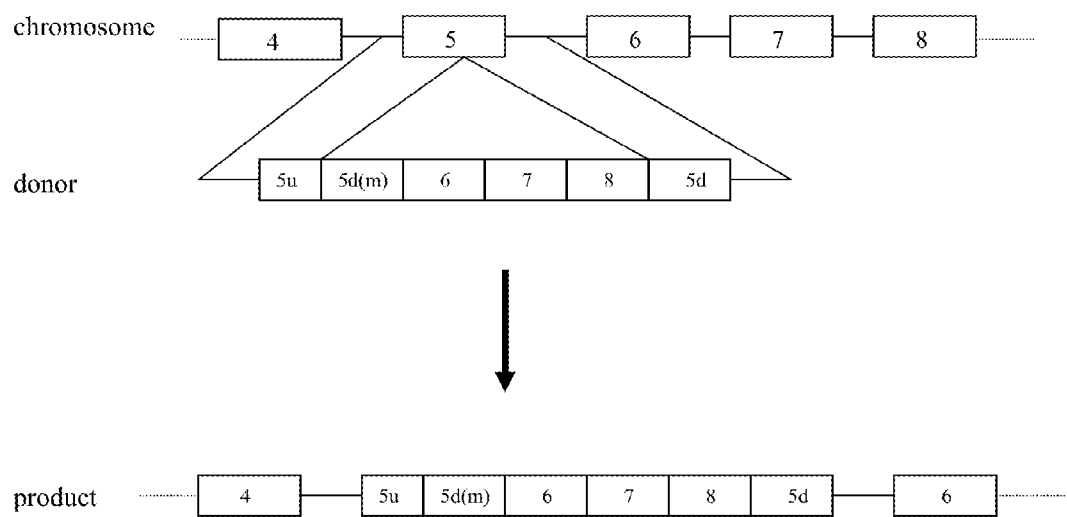 chromosome 4 5 6 7 8
donor 5u 5d(m) 6 7 8 5d
product 4 5u 5d(m) 6 7 8 5d 6